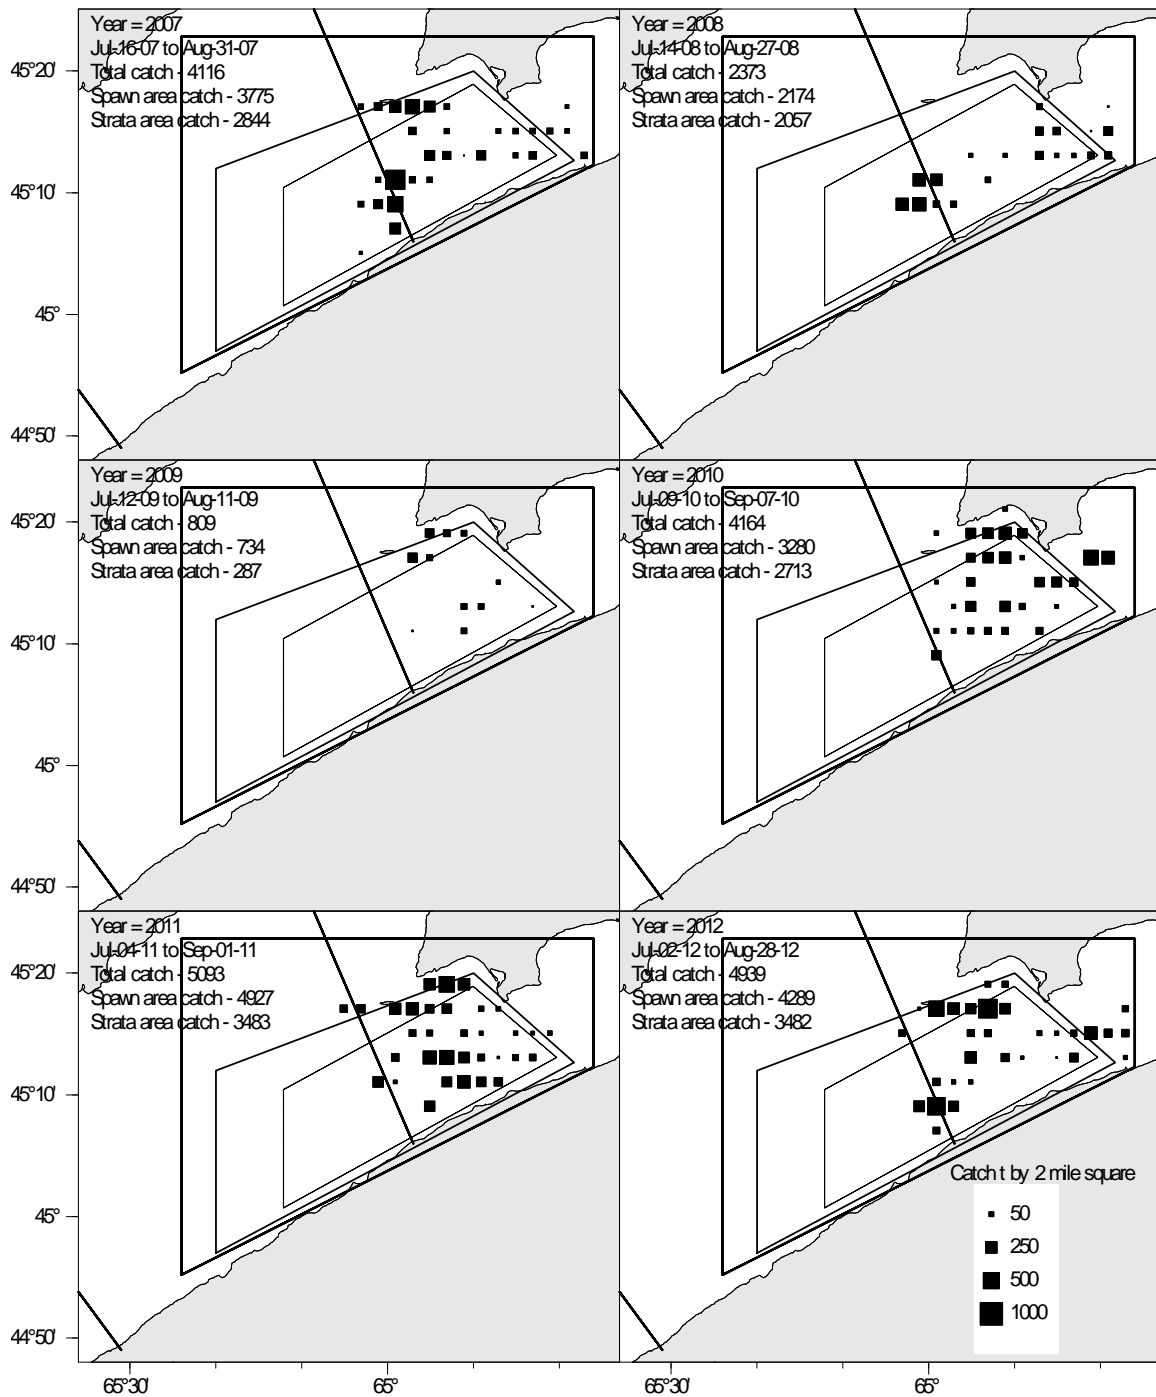 Year = 2007
Jul-16-07 to Aug-31-07
Total catch - 4116
Spawn area catch - 3775
Strata area catch - 2844
Year = 2008
Jul-14-08 to Aug-27-08
Total catch - 2373
Spawn area catch - 2174
Strata area catch - 2057
45°20'
45°10'
45°
44°50'
Year = 2009
Jul-12-09 to Aug-11-09
Total catch - 809
Spawn area catch - 734
Strata area catch - 287
Year = 2010
Jul-09-10 to Sep-07-10
Total catch - 4164
Spawn area catch - 3280
Strata area catch - 2713
45°20'
45°10'
45°
44°50'
Year = 2011
Jul-04-11 to Sep-01-11
Total catch - 5093
Spawn area catch - 4927
Strata area catch - 3483
Year = 2012
Jul-02-12 to Aug-28-12
Total catch - 4939
Spawn area catch - 4289
Strata area catch - 3482
45°20'
45°10'
45°
44°50'
Catch t by 2 mile square
50
250
500
1000
65°30'
65°
65°30'
65°